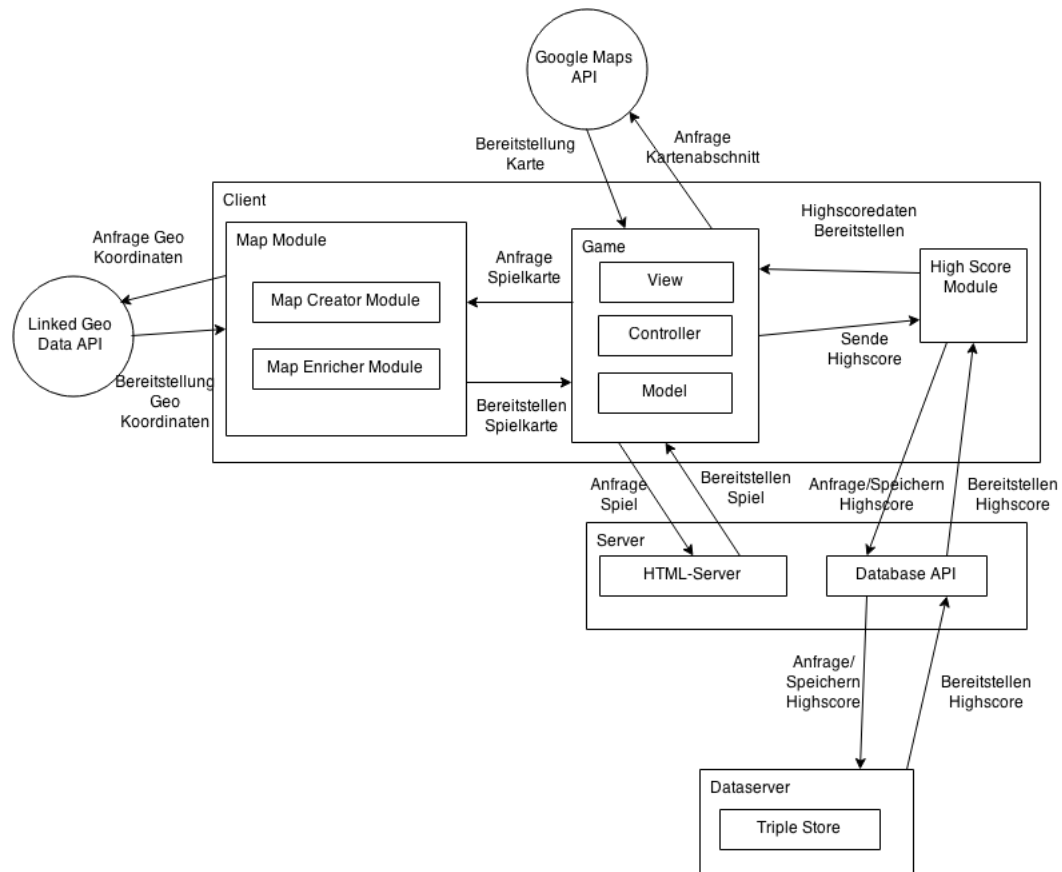 Google Maps
API
Bereitstellung
Karte
Anfrage
Kartenabschnitt
Client
Map Module
Map Creator Module
Map Enricher Module
Anfrage Geo
Koordinaten
Linked Geo
Data API
Bereitstellung
Geo
Koordinaten
Anfrage
Spielkarte
Bereitstellen
Spielkarte
Game
View
Controller
Model
Highscoredaten
Bereitstellen
High Score
Module
Sende
Highscore
Anfrage
Spiel
Bereitstellen
Spiel
Anfrage/Speichern
Highscore
Bereitstellen
Highscore
Server
HTML-Server
Database API
Anfrage/
Speichern
Highscore
Bereitstellen
Highscore
Dataserver
Triple Store